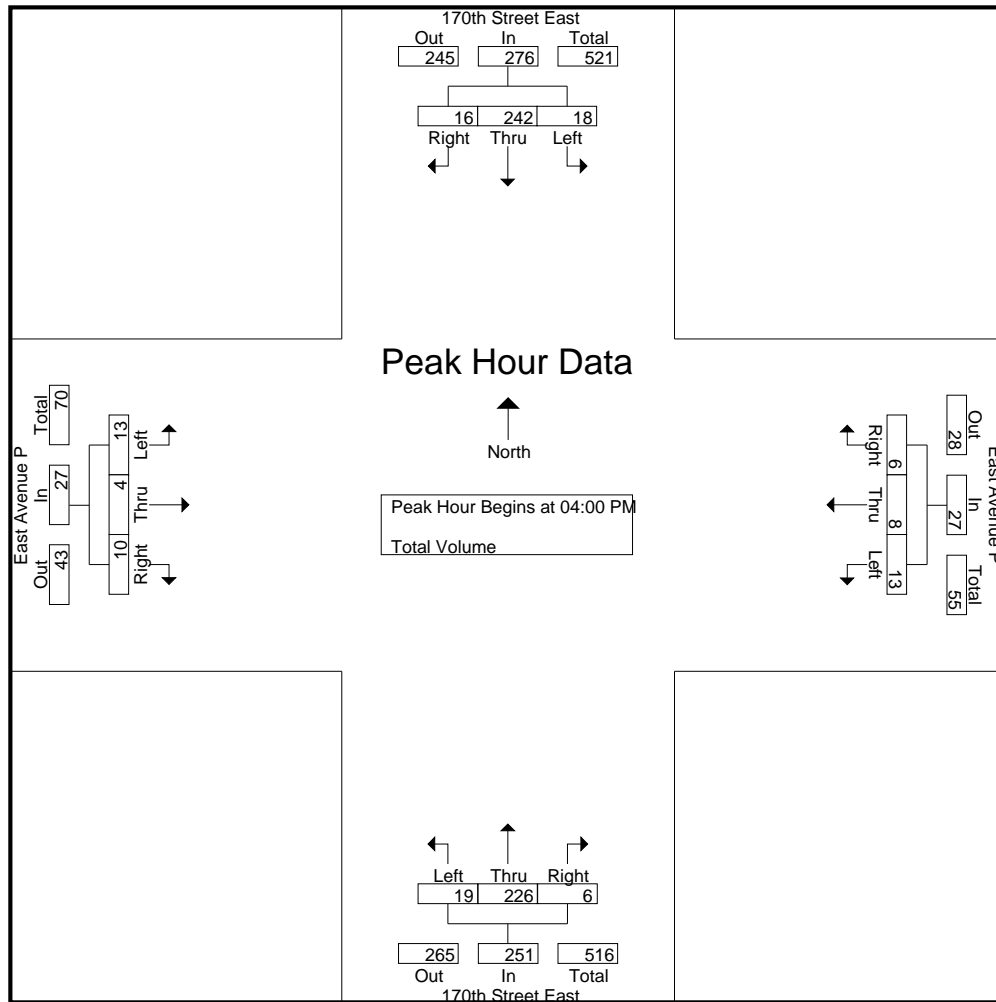 170th Street East
Out In Total
245 276 521
16 242 18
Right Thru Left
Peak Hour Data
North
Peak Hour Begins at 04:00 PM
Total Volume
East Avenue P
Total In Out
70 27 43
13 4 10
Left Thru Right
East Avenue P
Out In Total
28 27 55
6 8 13
Right Thru Left
Left Thru Right
19 226 6
265 251 516
Out In Total
170th Street East